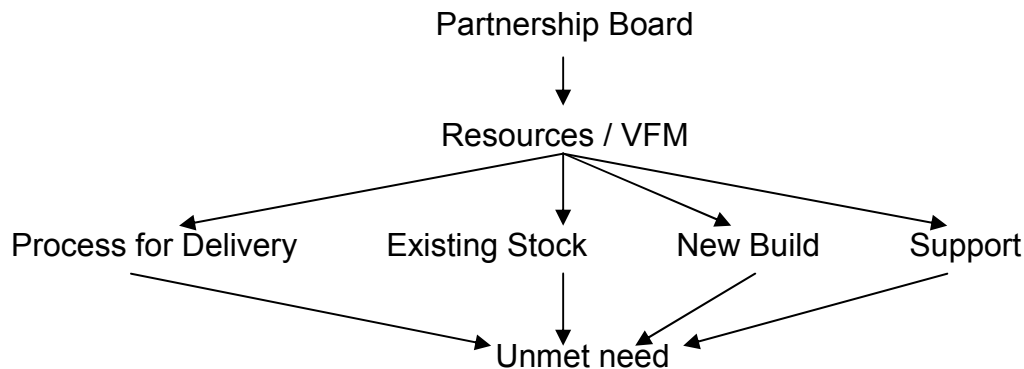 Partnership Board
Resources / VFM
Process for Delivery Existing Stock New Build Support
Unmet need